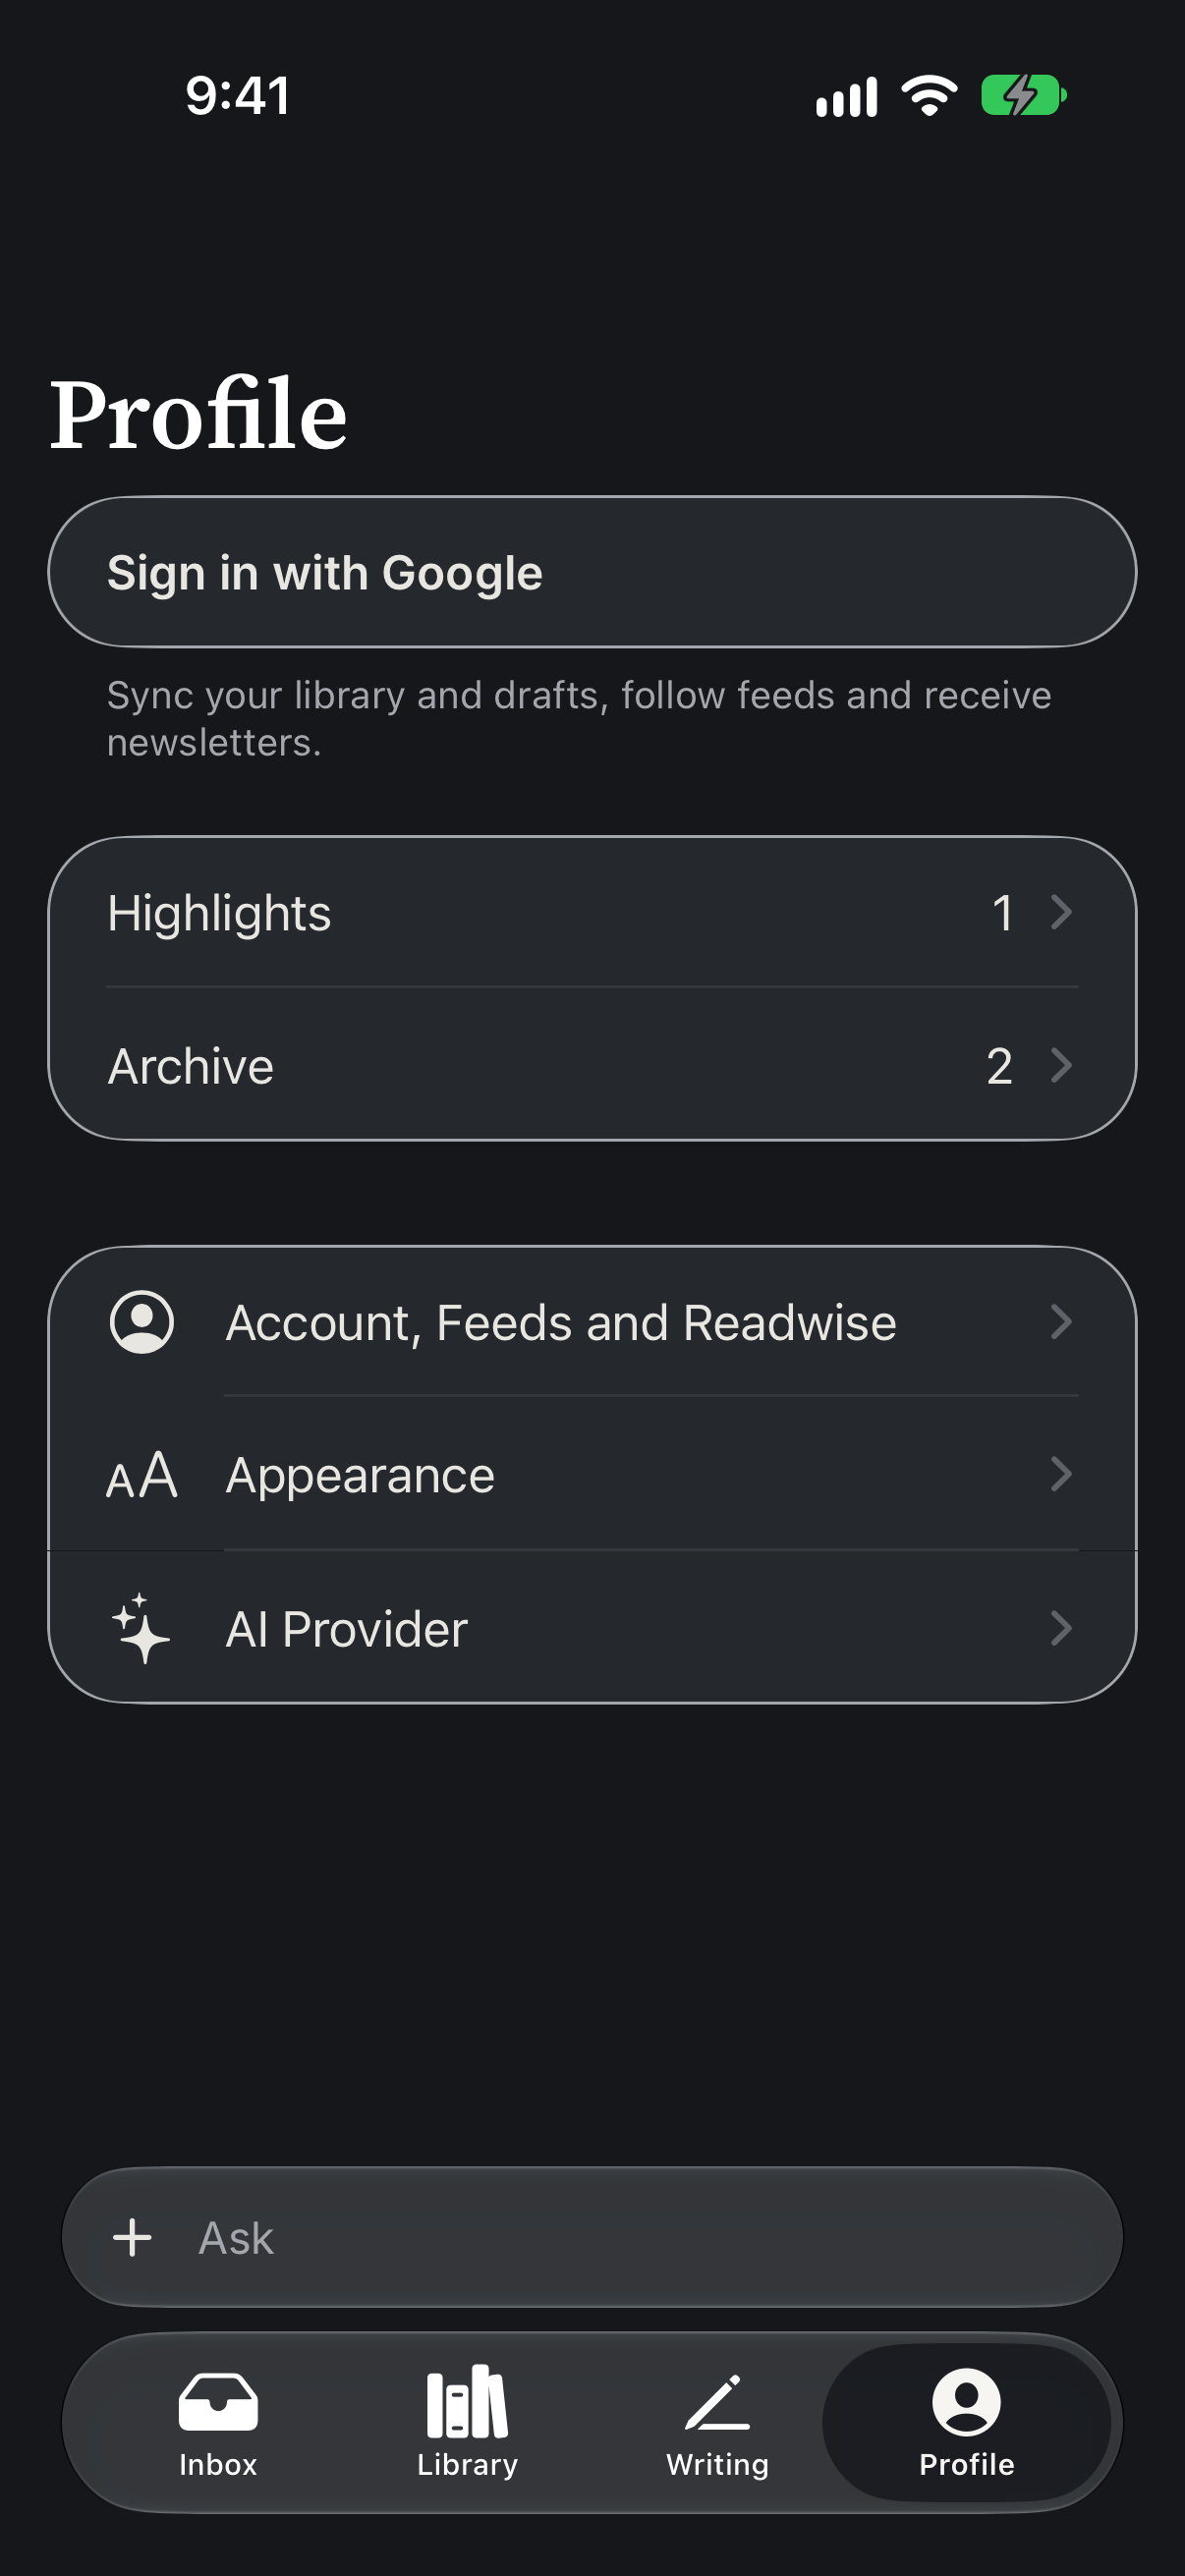 9:41
Profile
Sign in with Google
Sync your library and drafts, follow feeds and receive
newsletters.
Highlights 1
Archive 2
Account, Feeds and Readwise
AA Appearance
AI Provider
Ask
Inbox Library Writing Profile